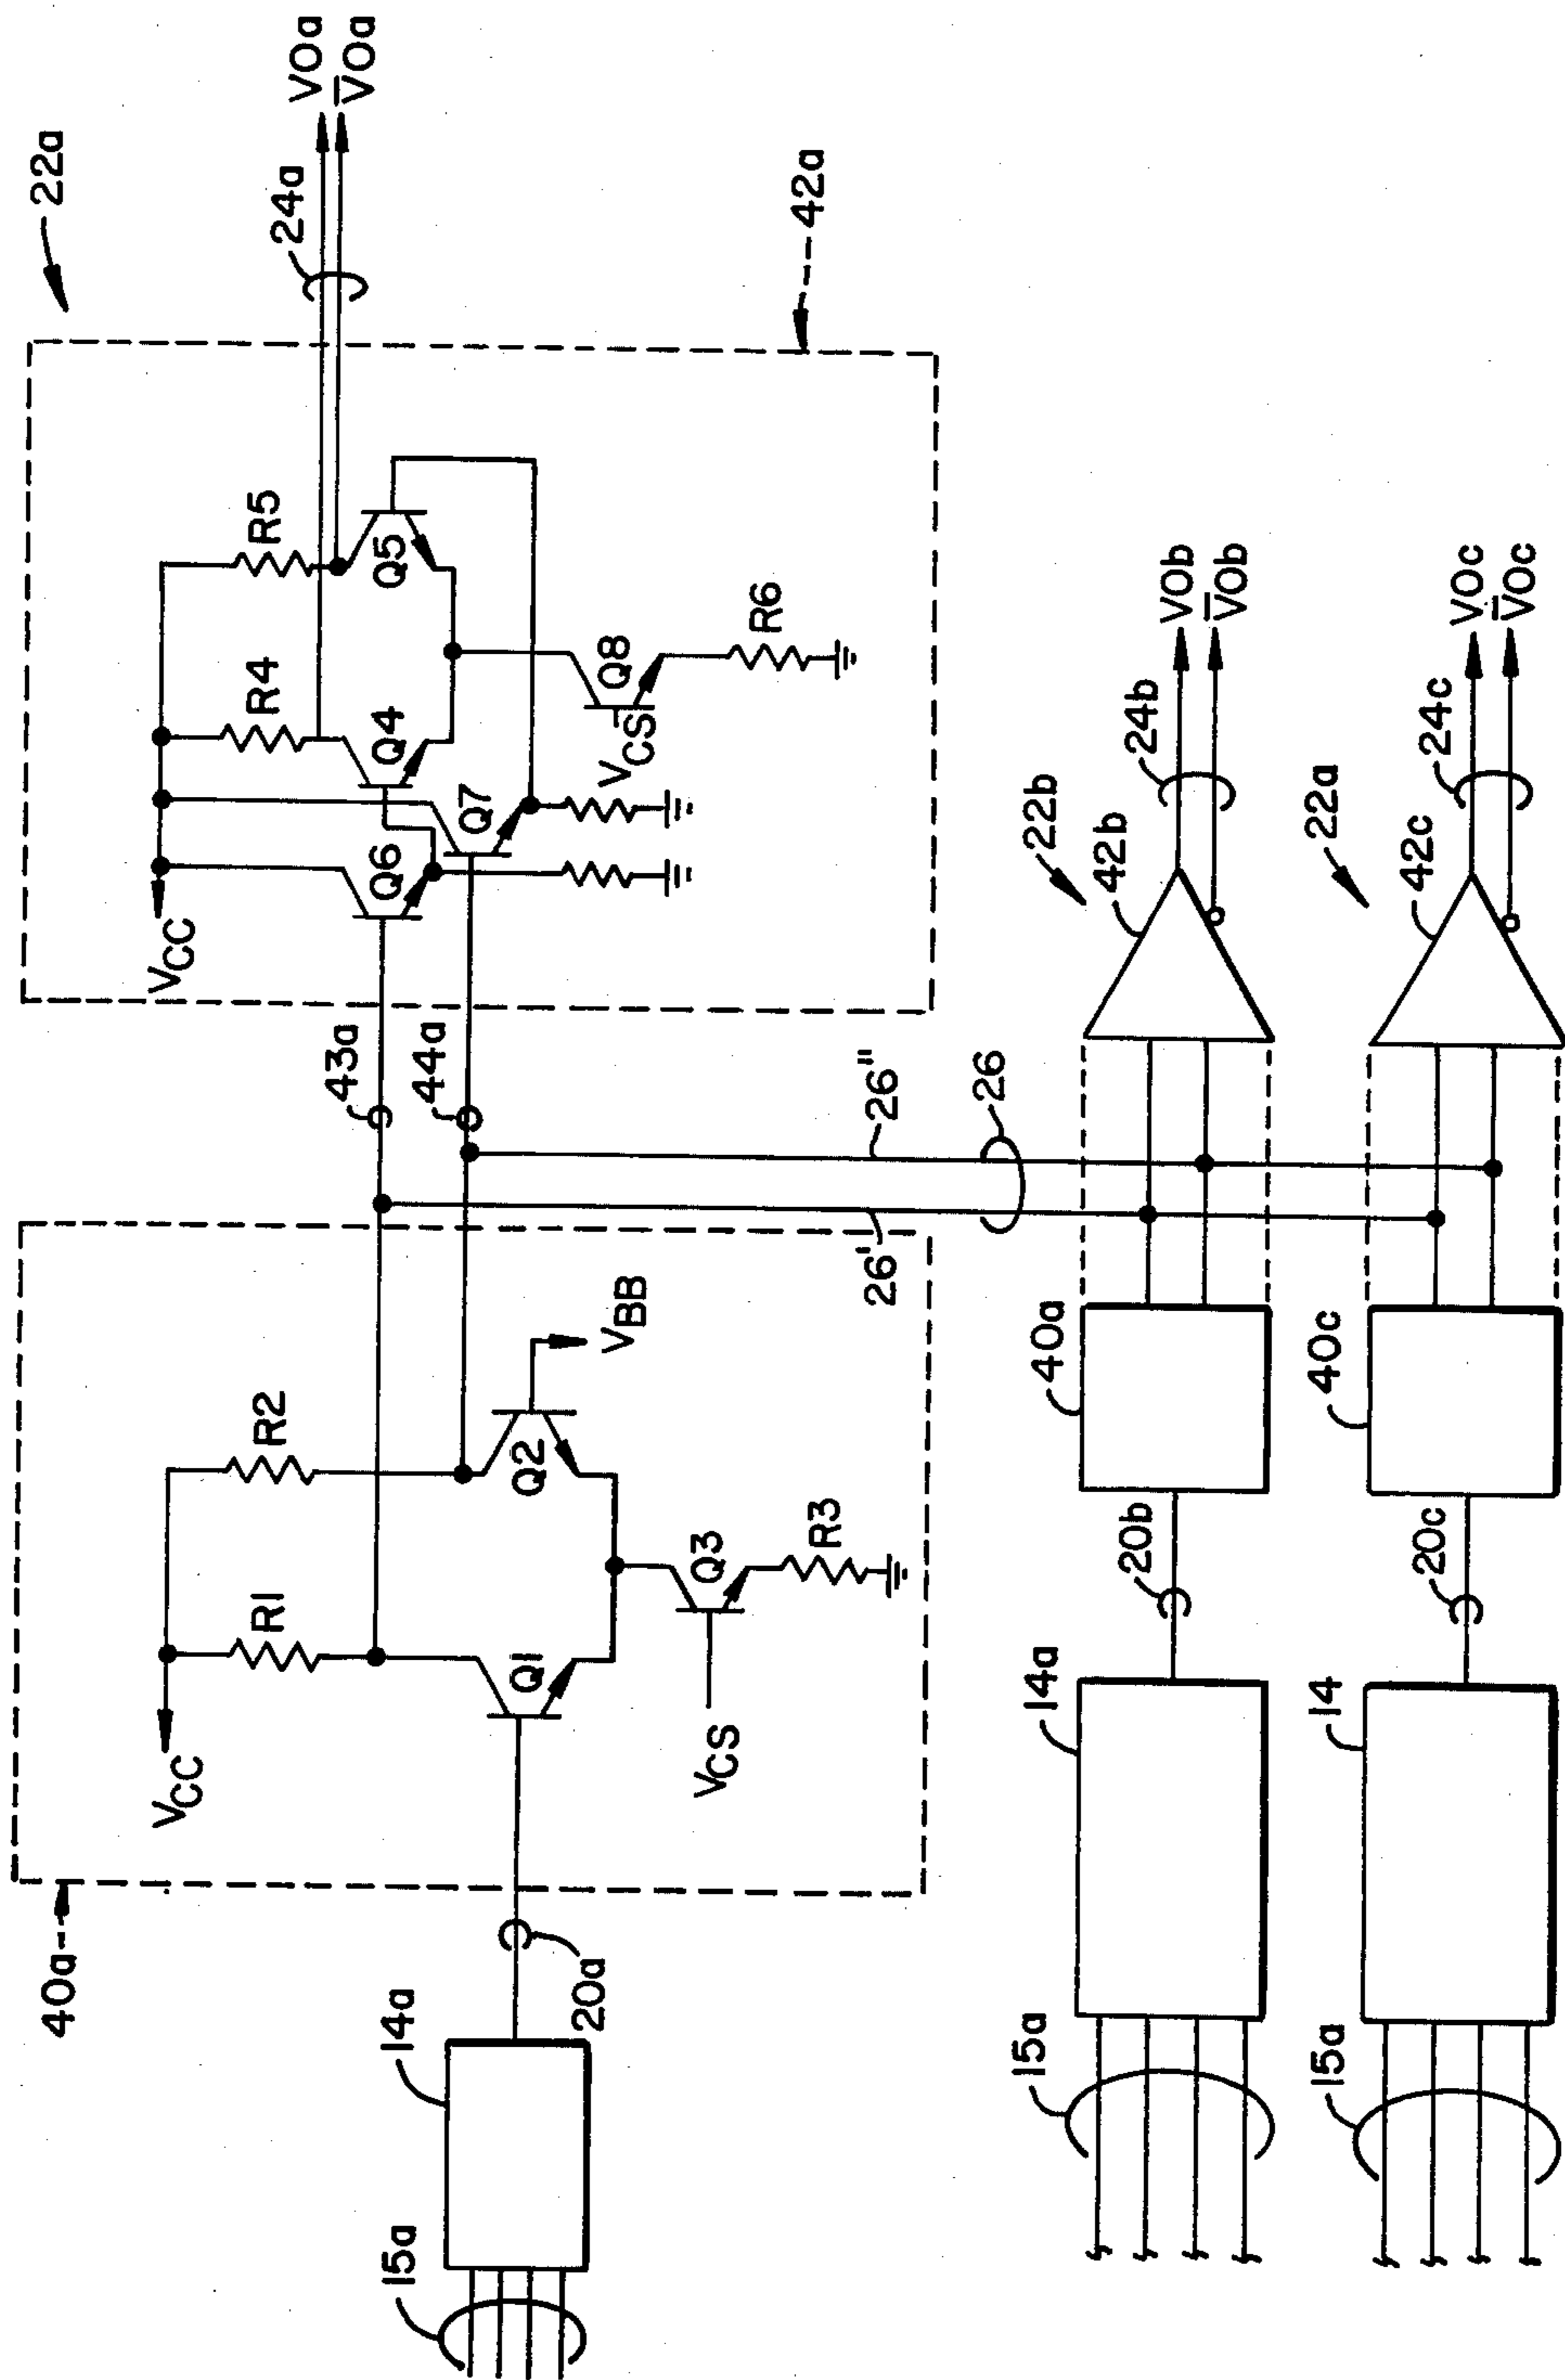 22a
VOa
V̅Oa
24a
42a
40a
VCC
R1
R2
Q1
Q2
VBB
Q3
VCS
R3
43a
44a
VCC
R4
R5
Q6
Q4
Q5
Q7
Q8
VCS
R6
15a
14a
20a
26'
26"
26
15a
14a
20b
40a
22b
42b
24b
VOb
V̅Ob
15a
14
20c
40c
22a
42c
24c
VOc
V̅Oc